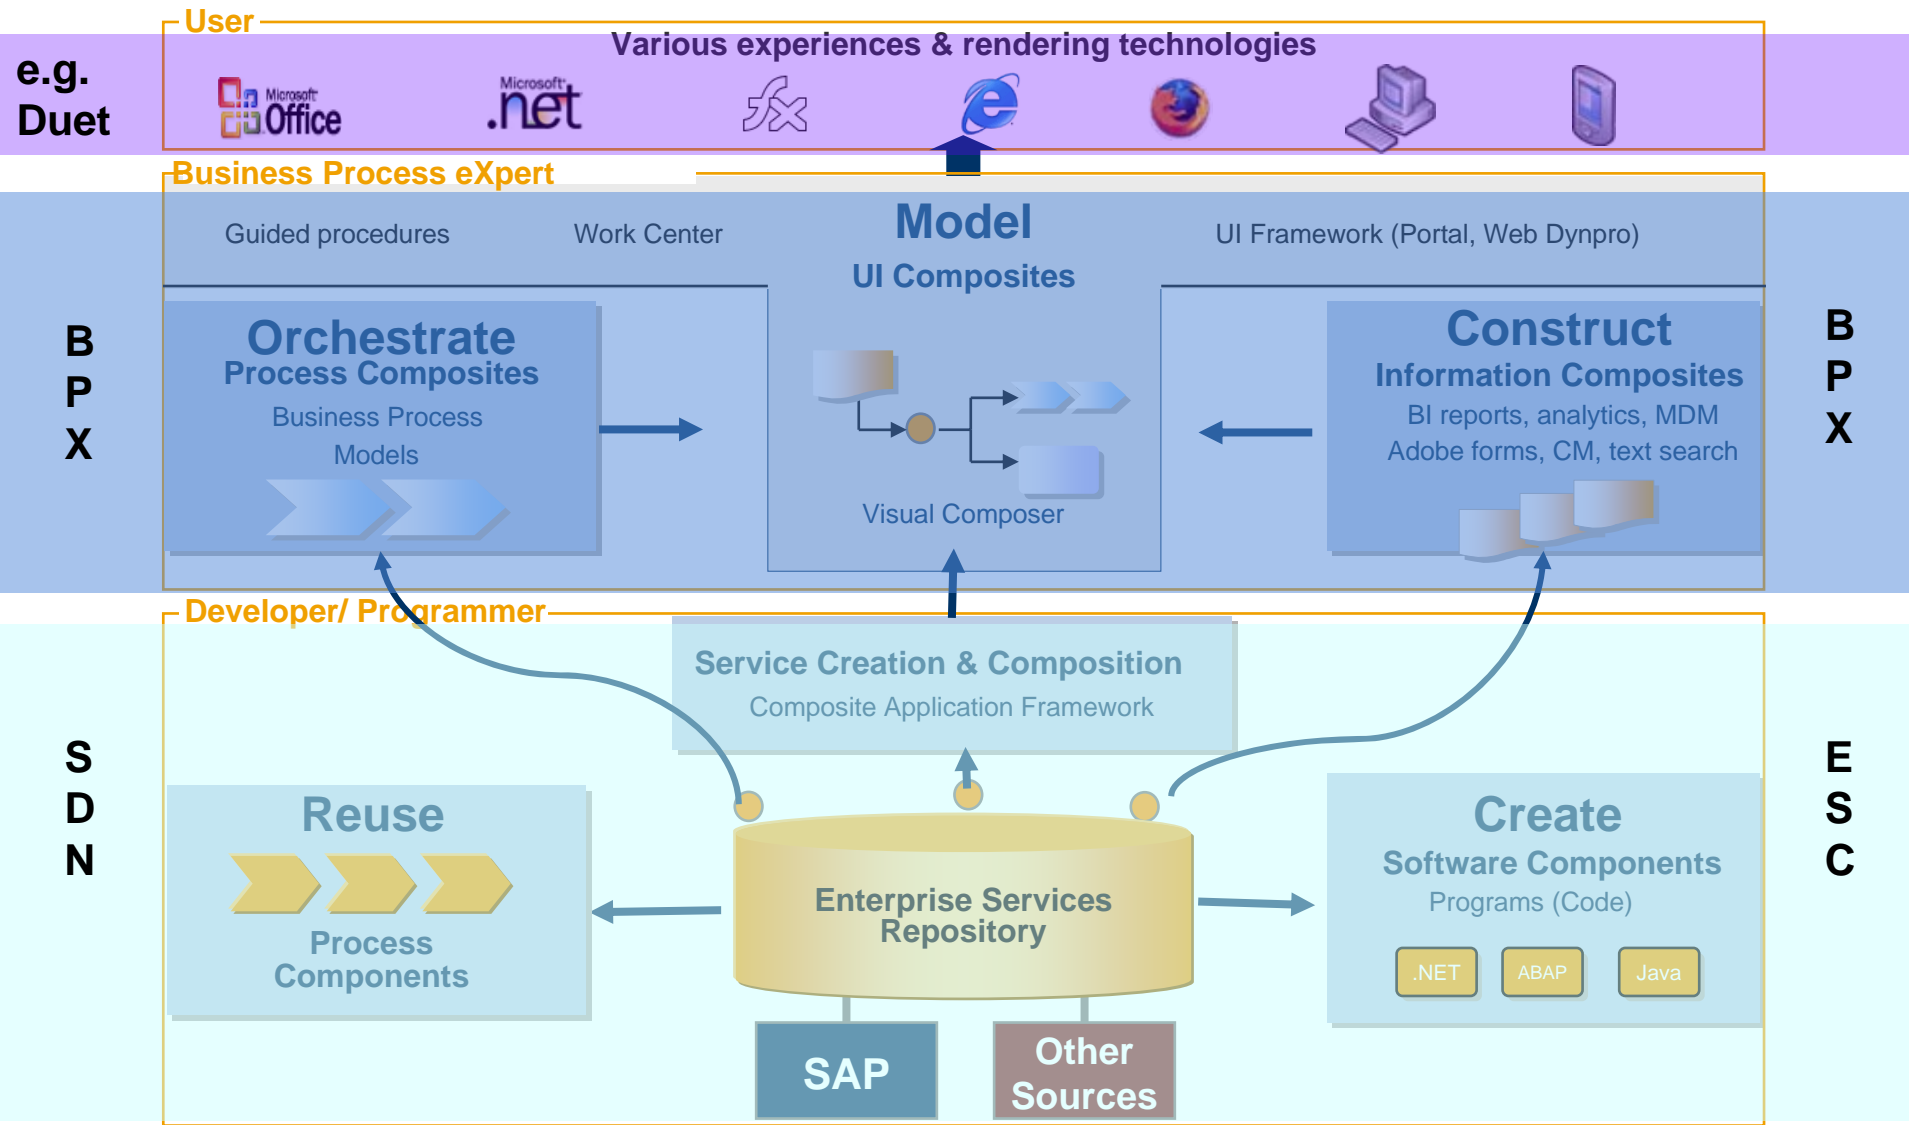 User
Various experiences & rendering technologies
e.g.
Duet
Microsoft
Office
Microsoft
.net
fx
Business Process eXpert
Guided procedures
Work Center
Model
UI Composites
UI Framework (Portal, Web Dynpro)
B
P
X
Orchestrate
Process Composites
Business Process
Models
Visual Composer
Construct
Information Composites
BI reports, analytics, MDM
Adobe forms, CM, text search
B
P
X
Developer/ Programmer
Service Creation & Composition
Composite Application Framework
S
D
N
Reuse
Process
Components
Enterprise Services
Repository
Create
Software Components
Programs (Code)
.NET
ABAP
Java
E
S
C
SAP
Other
Sources